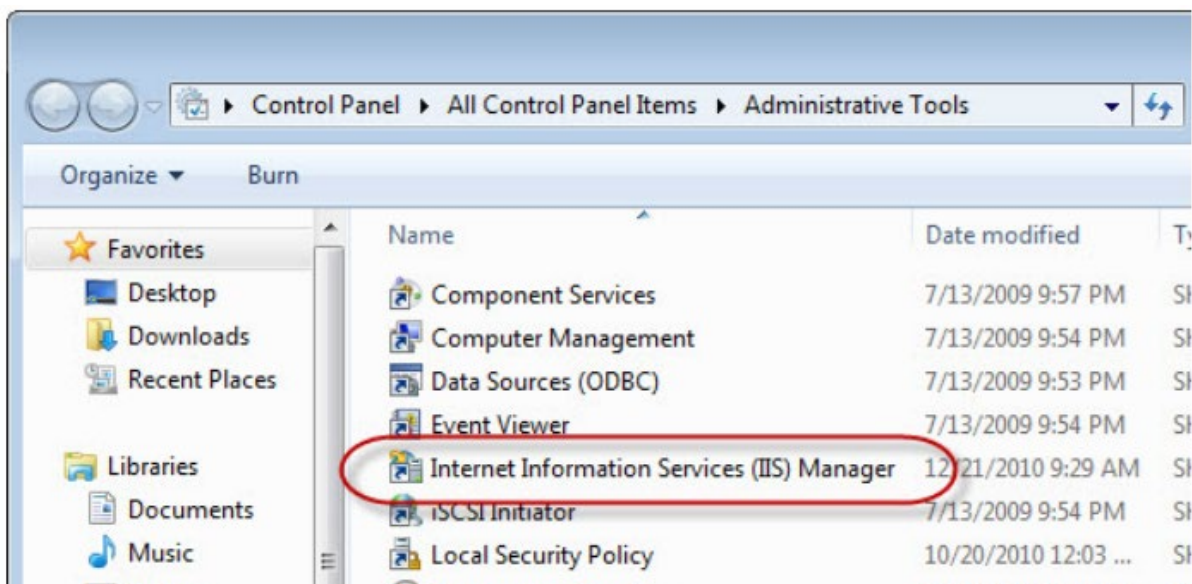 Control Panel All Control Panel Items Administrative Tools
Organize Burn
Name Date modified
Favorites
Desktop
Downloads
Recent Places
Libraries
Documents
Music
Component Services 7/13/2009 9:57 PM
Computer Management 7/13/2009 9:54 PM
Data Sources (ODBC) 7/13/2009 9:53 PM
Event Viewer 7/13/2009 9:54 PM
Internet Information Services (IIS) Manager 12/21/2010 9:29 AM
iSCSI Initiator 7/13/2009 9:54 PM
Local Security Policy 10/20/2010 12:03 ...